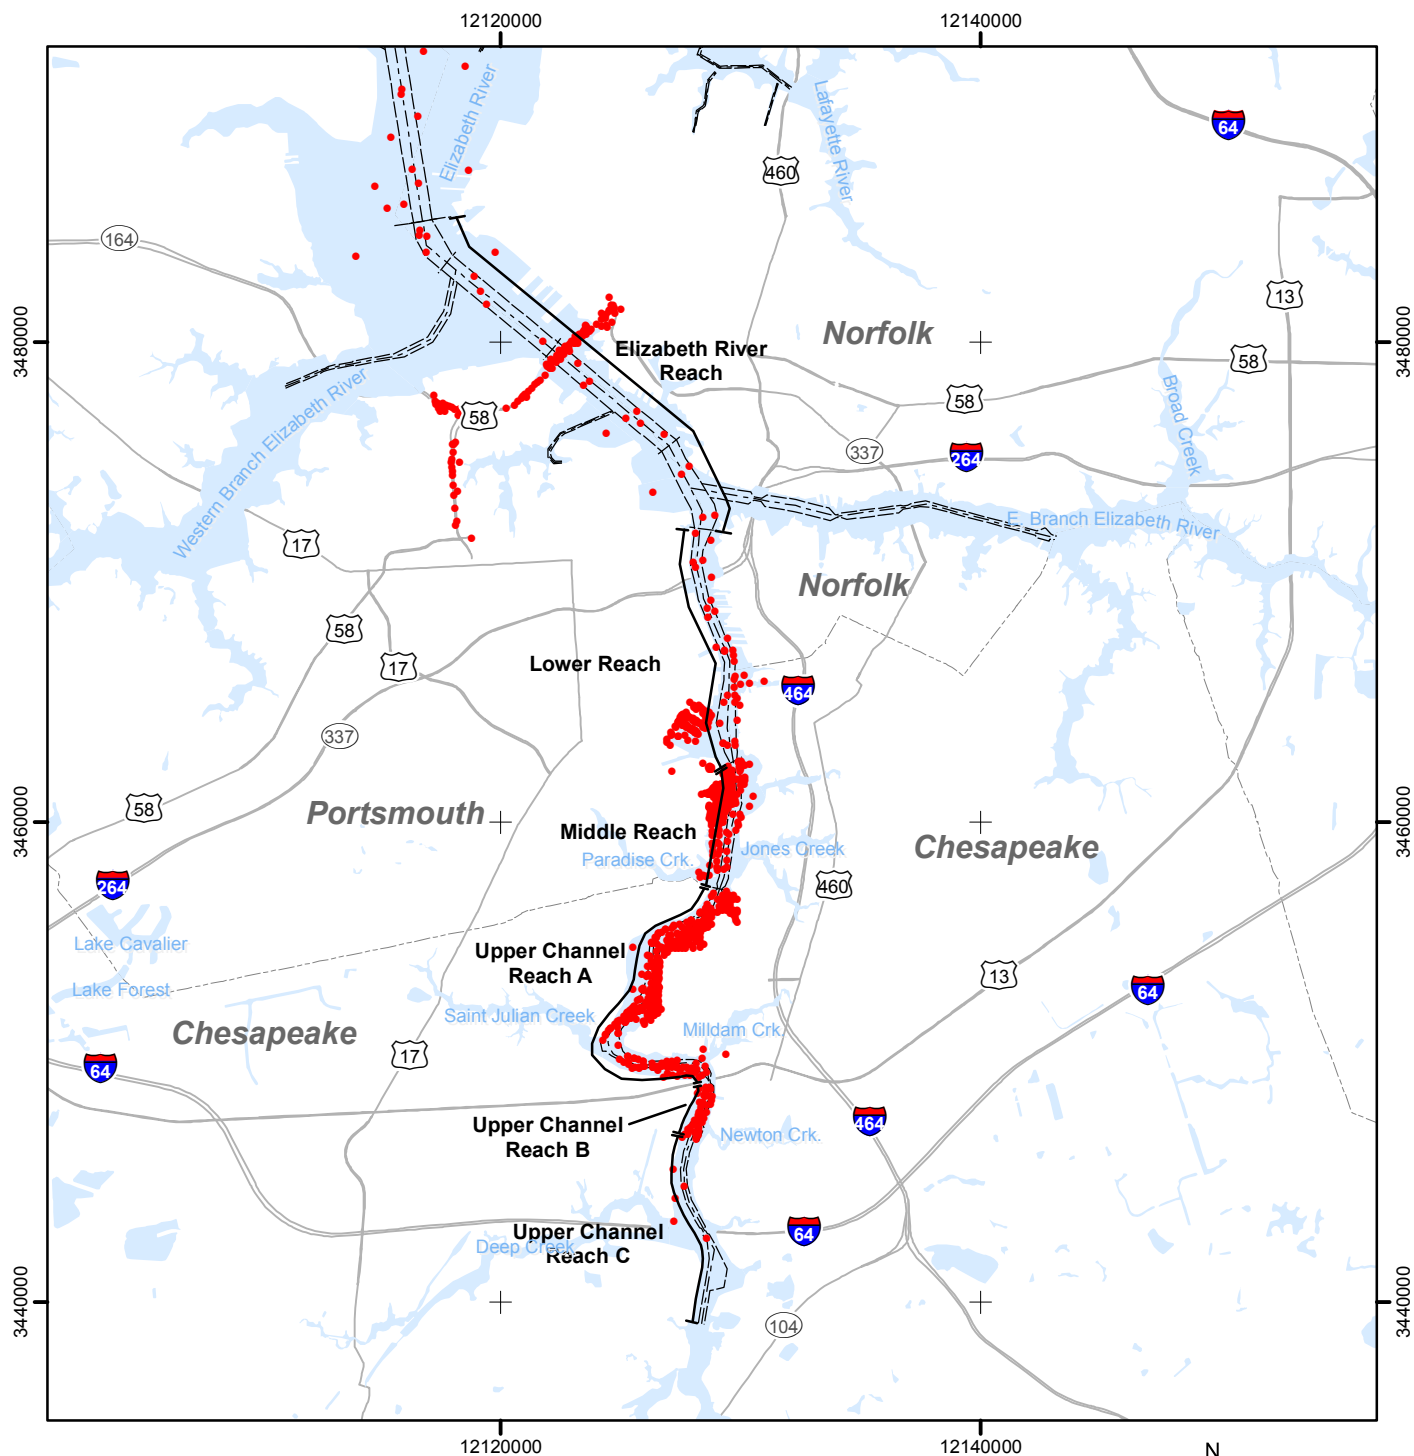 12120000
12140000
Elizabeth River
Lafayette River
64
460
164
13
3480000
Norfolk
3480000
Elizabeth River
Reach
58
58
58
Broad Creek
337
264
Western Branch Elizabeth River
E. Branch Elizabeth River
17
Norfolk
58
17
Lower Reach
464
337
58
Portsmouth
3460000
Middle Reach
3460000
Jones Creek
Chesapeake
Paradise Crk.
264
460
Lake Cavalier
Upper Channel
Reach A
13
Lake Forest
64
Saint Julian Creek
Chesapeake
Milldam Crk.
17
64
Upper Channel
Reach B
464
Newton Crk.
Upper Channel
Reach C
64
Deep Creek
3440000
3440000
104
12120000
12140000
N